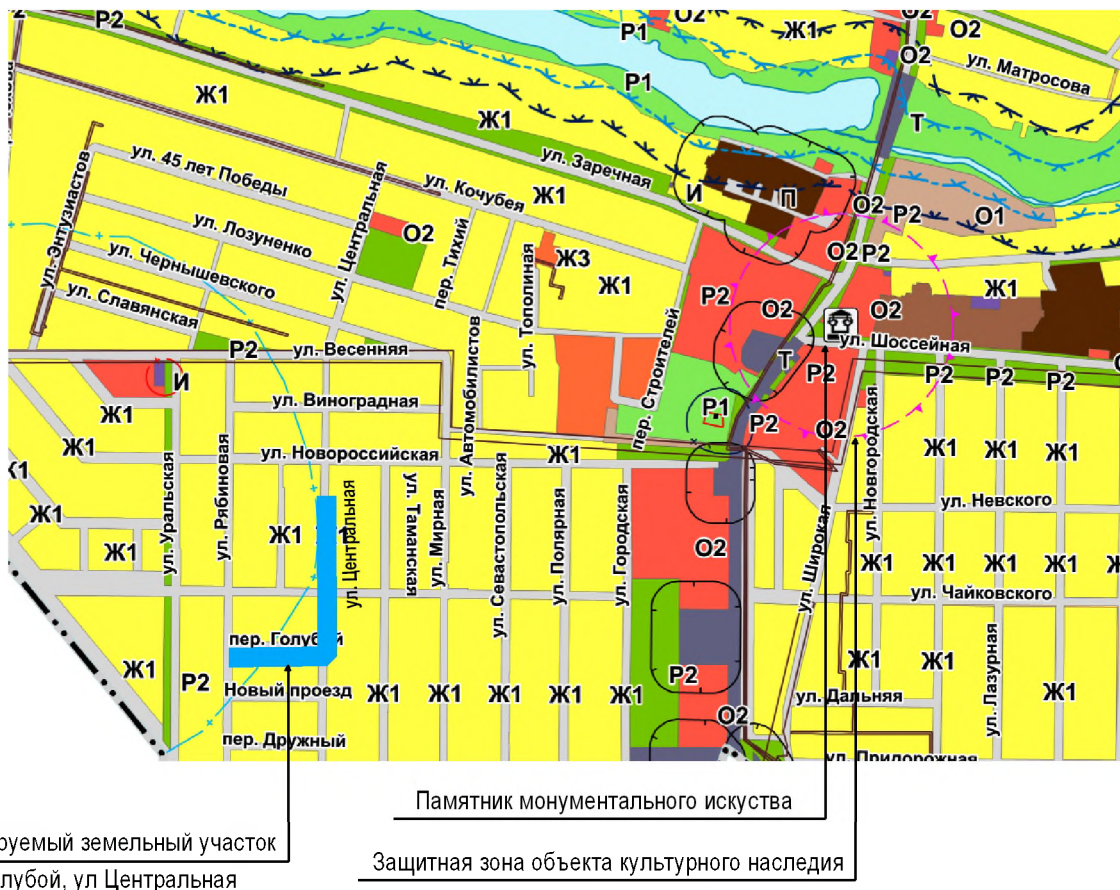 Р2
О2
О2
О2
Р1
Ж1
О2
ул. Матросова
Р1
Ж1
Ж1
Т
ул. Заречная
ул. 45 лет Победы
ул. Кочубея
Ж1
И
П
О2
Р2
О1
ул. Энтузиастов
ул. Лозуненко
ул. Центральная
О2
пер. Тихий
О2
Р2
ул. Чернышевского
Ж3
Ж1
Р2
О2
О2
Ж1
ул. Славянская
ул. Тополиная
ул. Автомобилистов
пер. Строителей
ул. Шоссейная
Р2
ул. Весенняя
Т
Р2
Р2
Р2
Р2
И
Ж1
ул. Виноградная
Р1
Р2
О2
ул. Новгородская
Ж1
Ж1
Ж1
Ж1
ул. Новороссийская
Ж1
Ж1
ул. Уральская
ул. Рябиновая
ул. Невского
Ж1
Ж1
Ж1
ул. Центральная
ул. Таманская
ул. Мирная
ул. Севастопольская
ул. Полярная
ул. Городская
О2
ул. Широкая
Ж1
Ж1
Ж1
Ж1
ул. Чайковского
пер. Голубой
Ж1
Р2
Новый проезд
Ж1
Ж1
Ж1
Ж1
Ж1
Р2
Ж1
Ж1
ул. Лазурная
Ж1
ул. Дальняя
О2
пер. Дружный
ул. Придорожная
Памятник монументального искуства
руемый земельный участок
Защитная зона объекта культурного наследия
лубой, ул Центральная